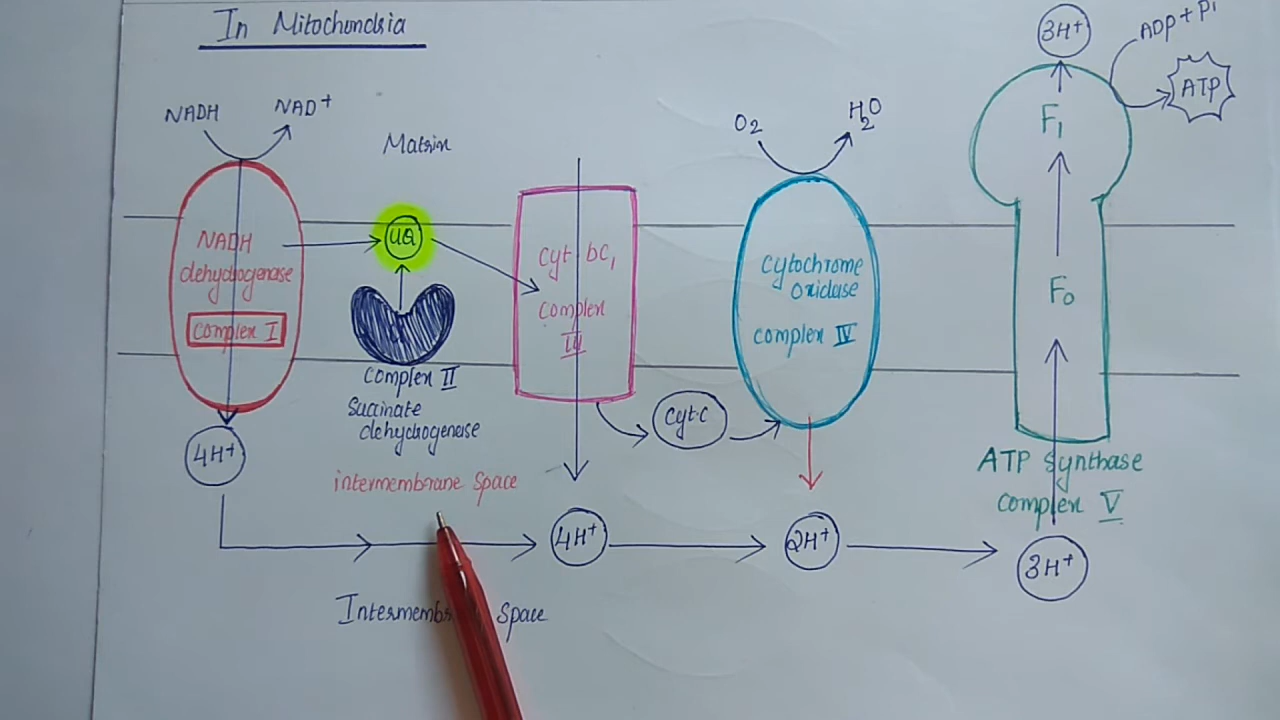 In Mitochondria
3H+
ADP + Pi
ATP
NADH
NAD+
Matrix
O2
H2O
F1
NADH
dehydrogenase
Complex I
UQ
Cyt bc1
Complex
III
Cytochrome
oxidase
Complex IV
F0
Complex II
Succinate
dehydrogenase
Cyt c
4H+
intermembrane Space
ATP synthase
Complex V
4H+
2H+
3H+
Space